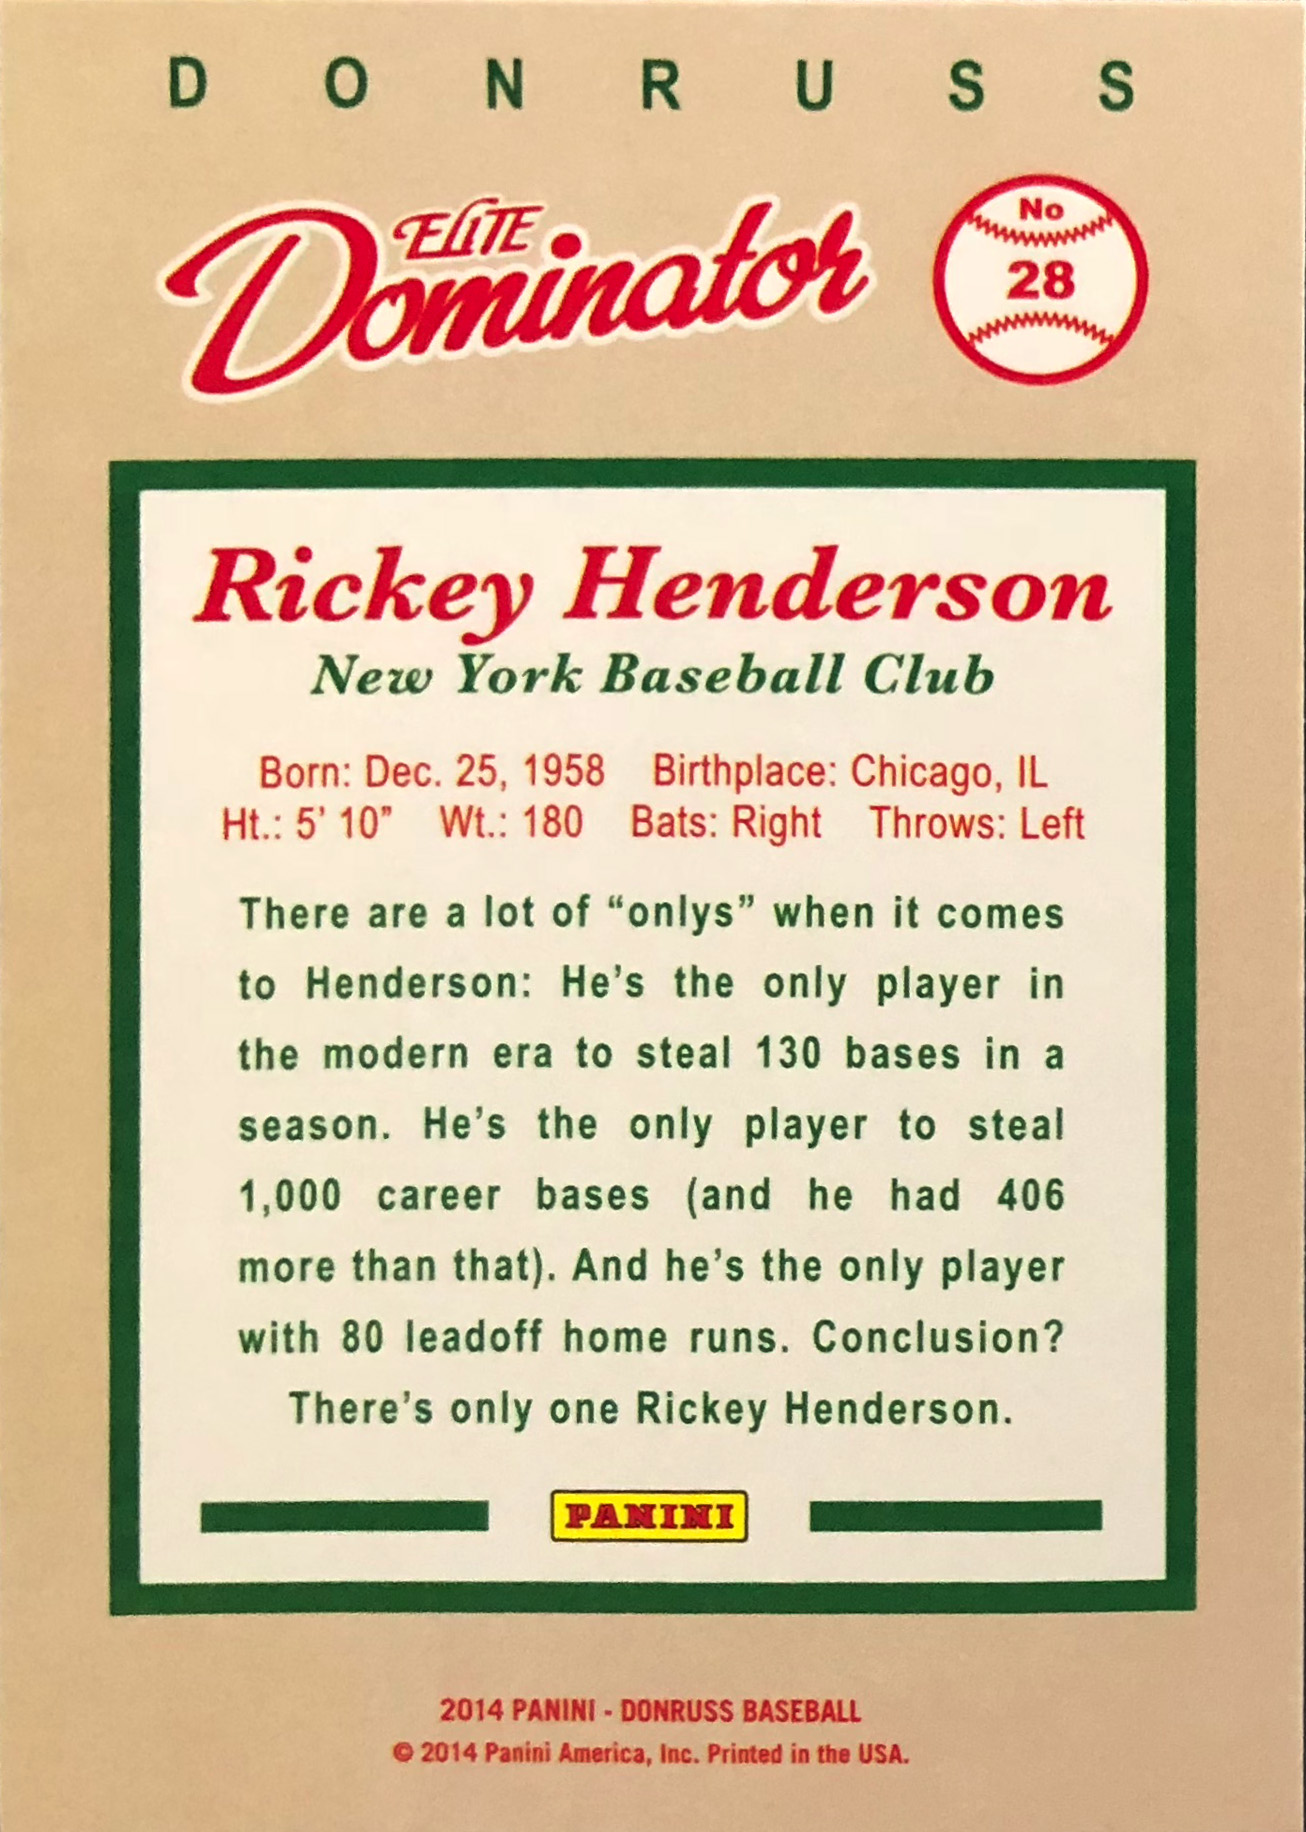 DONRUSS
ELITE
Dominator
No
28
Rickey Henderson
New York Baseball Club
Born: Dec. 25, 1958 Birthplace: Chicago, IL
Ht.: 5' 10” Wt.: 180 Bats: Right Throws: Left
There are a lot of “onlys” when it comes
to Henderson: He's the only player in
the modern era to steal 130 bases in a
season. He's the only player to steal
1,000 career bases (and he had 406
more than that). And he's the only player
with 80 leadoff home runs. Conclusion?
There's only one Rickey Henderson.
PANINI
2014 PANINI - DONRUSS BASEBALL
© 2014 Panini America, Inc. Printed in the USA.